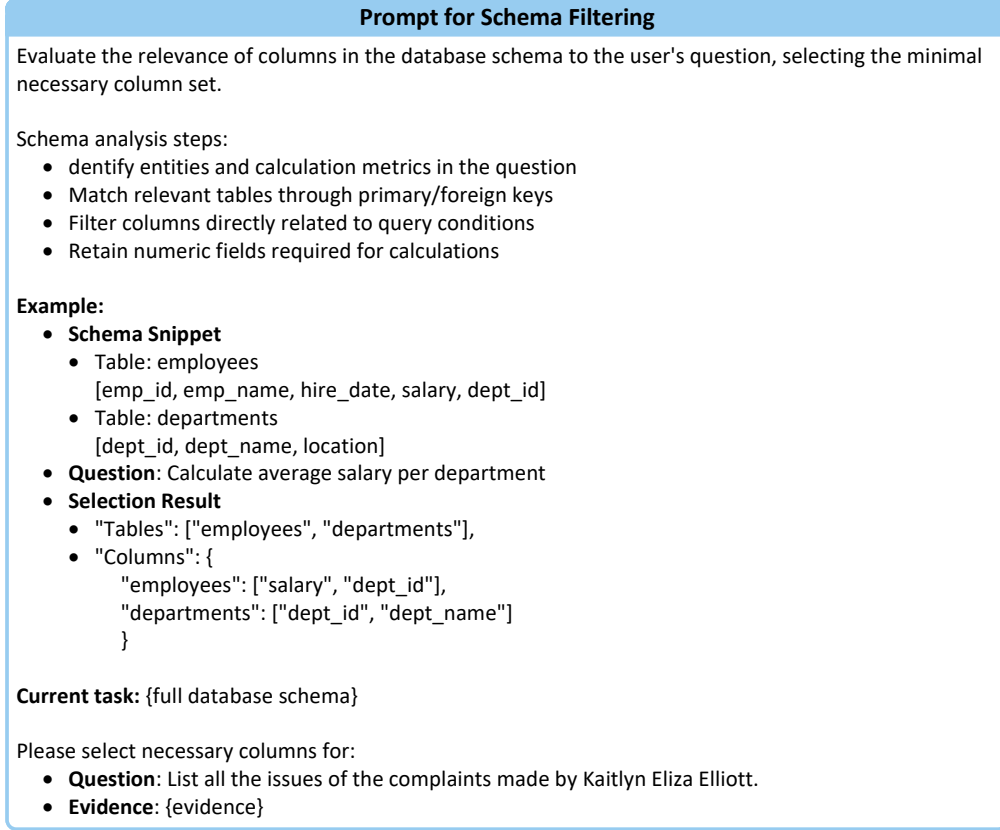 Prompt for Schema Filtering
Evaluate the relevance of columns in the database schema to the user's question, selecting the minimal
necessary column set.
Schema analysis steps:
• dentify entities and calculation metrics in the question
• Match relevant tables through primary/foreign keys
• Filter columns directly related to query conditions
• Retain numeric fields required for calculations
Example:
• Schema Snippet
• Table: employees
[emp_id, emp_name, hire_date, salary, dept_id]
• Table: departments
[dept_id, dept_name, location]
• Question: Calculate average salary per department
• Selection Result
• "Tables": ["employees", "departments"],
• "Columns": {
"employees": ["salary", "dept_id"],
"departments": ["dept_id", "dept_name"]
}
Current task: {full database schema}
Please select necessary columns for:
• Question: List all the issues of the complaints made by Kaitlyn Eliza Elliott.
• Evidence: {evidence}